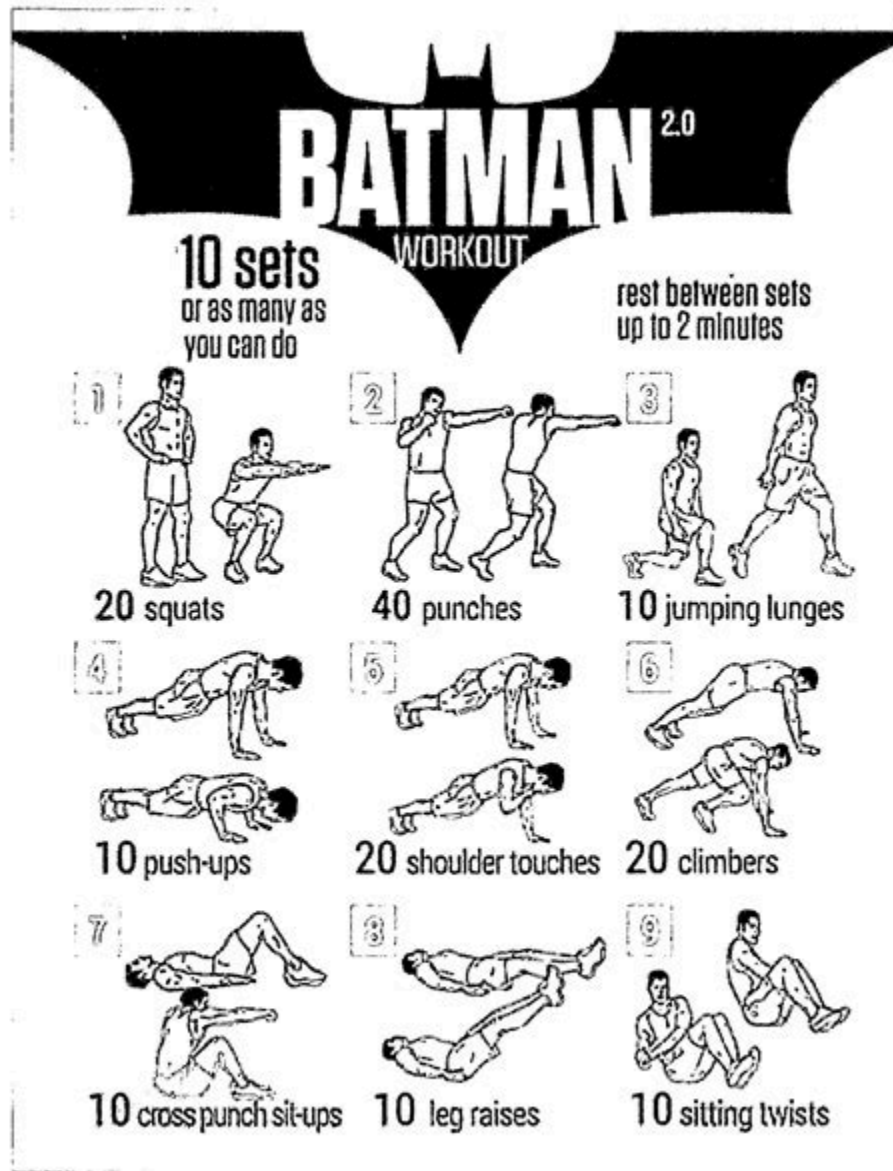 BATMAN 2.0
WORKOUT
10 sets
or as many as
you can do
rest between sets
up to 2 minutes
1
20 squats
2
40 punches
3
10 jumping lunges
4
10 push-ups
5
20 shoulder touches
6
20 climbers
7
10 cross punch sit-ups
8
10 leg raises
9
10 sitting twists